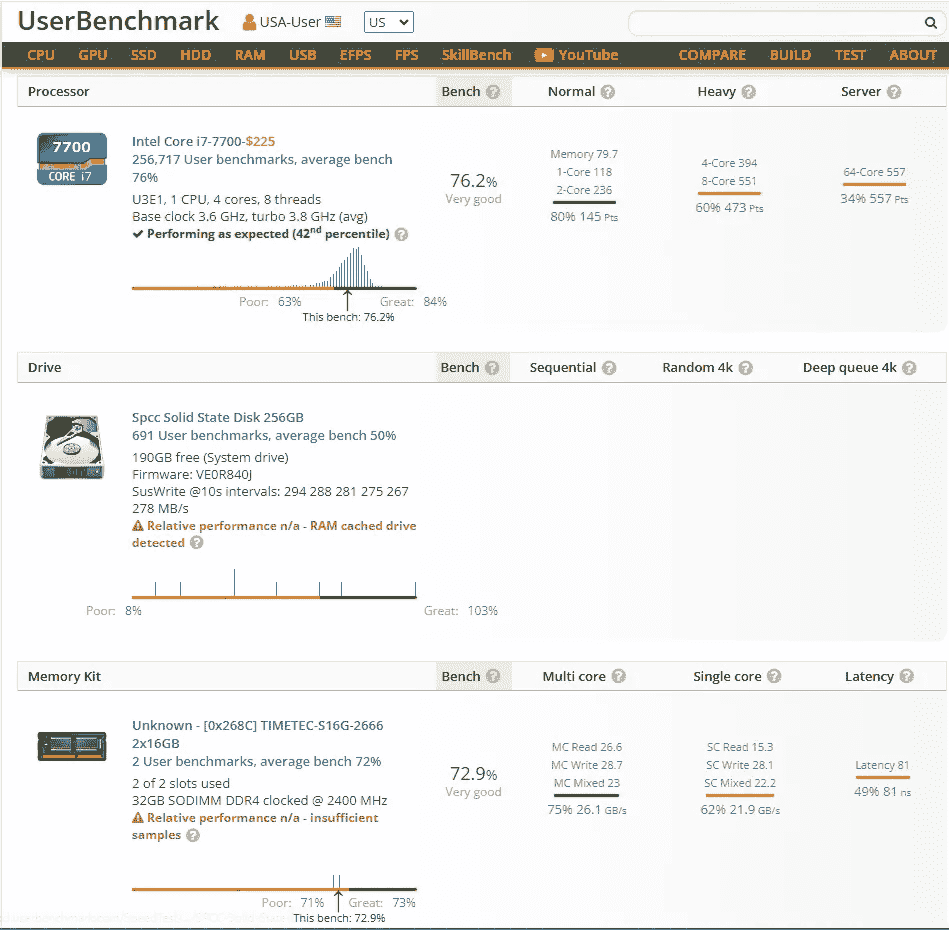 UserBenchmark USA-User US
CPU GPU SSD HDD RAM USB EFPS FPS SkillBench YouTube COMPARE BUILD TEST ABOUT
Processor Bench ? Normal ? Heavy ? Server ?
7700
CORE i7
Intel Core i7-7700-$225
256,717 User benchmarks, average bench
76%
U3E1, 1 CPU, 4 cores, 8 threads
Base clock 3.6 GHz, turbo 3.8 GHz (avg)
✔ Performing as expected (42nd percentile) ?
Poor: 63% Great: 84%
This bench: 76.2%
76.2%
Very good
Memory 79.7
1-Core 118
2-Core 236
80% 145 Pts
4-Core 394
8-Core 551
60% 473 Pts
64-Core 557
34% 557 Pts
Drive Bench ? Sequential ? Random 4k ? Deep queue 4k ?
Spcc Solid State Disk 256GB
691 User benchmarks, average bench 50%
190GB free (System drive)
Firmware: VE0R840J
SusWrite @10s intervals: 294 288 281 275 267
278 MB/s
Relative performance n/a - RAM cached drive
detected ?
Poor: 8% Great: 103%
Memory Kit Bench ? Multi core ? Single core ? Latency ?
Unknown - [0x268C] TIMETEC-S16G-2666
2x16GB
2 User benchmarks, average bench 72%
2 of 2 slots used
32GB SODIMM DDR4 clocked @ 2400 MHz
Relative performance n/a - insufficient
samples ?
Poor: 71% Great: 73%
This bench: 72.9%
72.9%
Very good
MC Read 26.6
MC Write 28.7
MC Mixed 23
75% 26.1 GB/s
SC Read 15.3
SC Write 28.1
SC Mixed 22.2
62% 21.9 GB/s
Latency 81
49% 81 ns